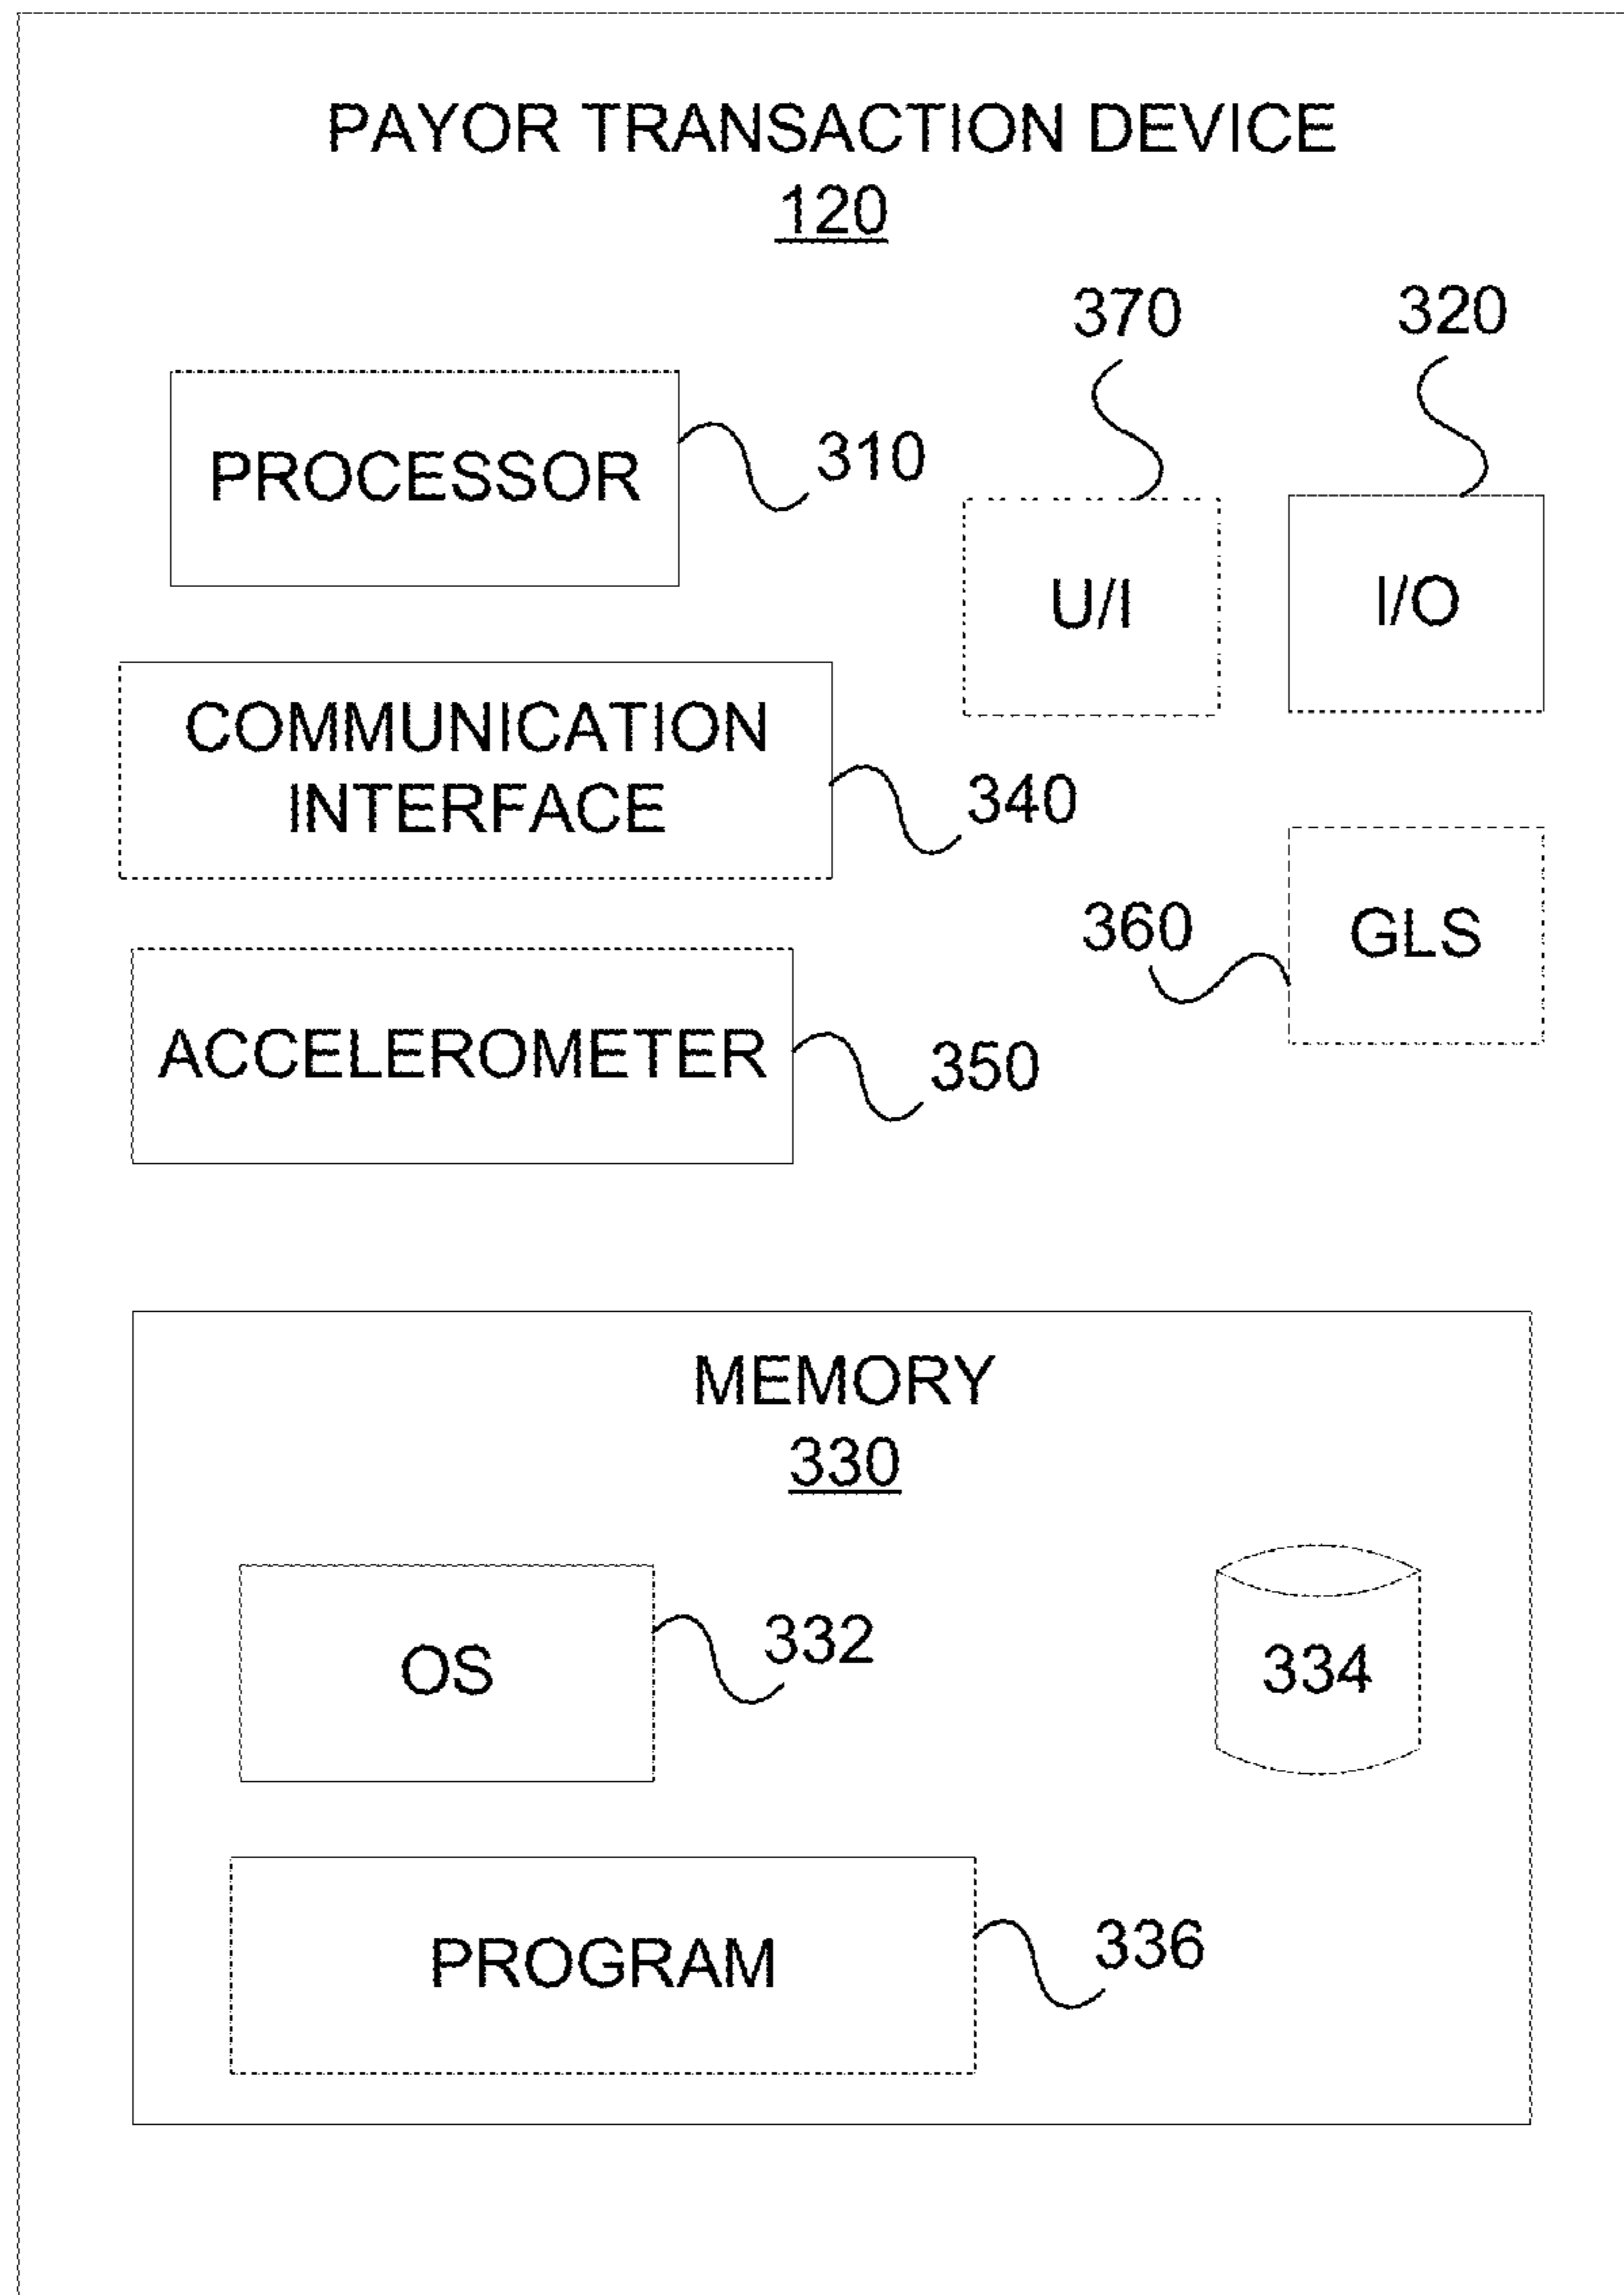 PAYOR TRANSACTION DEVICE
120
370
320
PROCESSOR
310
U/I
I/O
COMMUNICATION
INTERFACE
340
360
GLS
ACCELEROMETER
350
MEMORY
330
OS
332
334
PROGRAM
336